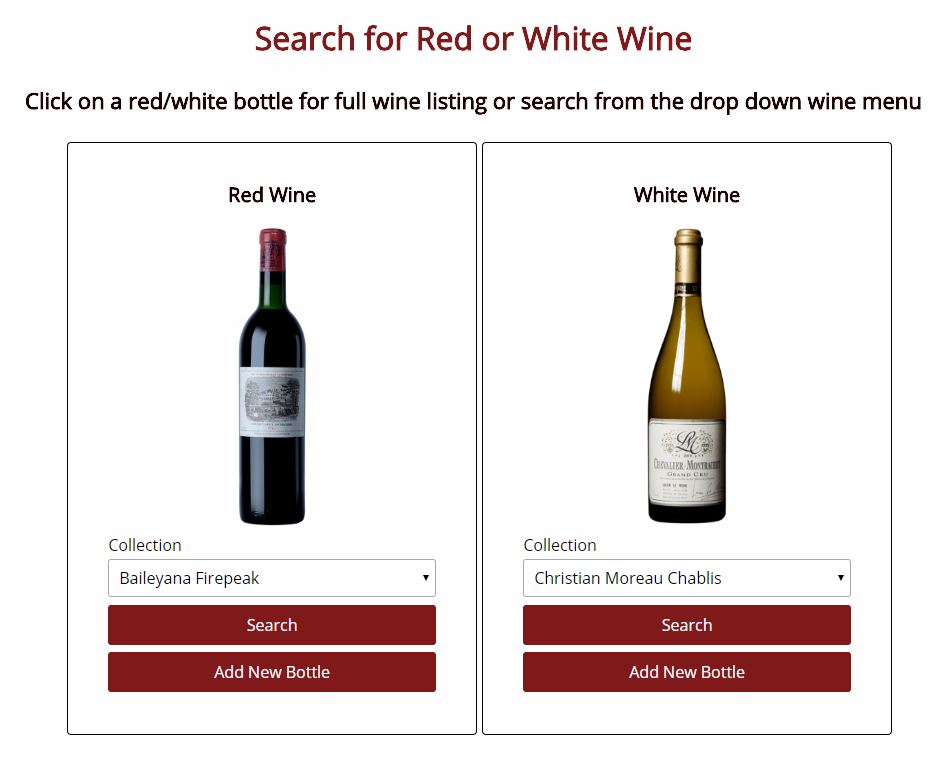 Search for Red or White Wine
Click on a red/white bottle for full wine listing or search from the drop down wine menu
Red Wine
Collection
Baileyana Firepeak
Search
Add New Bottle
White Wine
CHEVALIER-MONTRACHET
GRAND CRU
Collection
Christian Moreau Chablis
Search
Add New Bottle